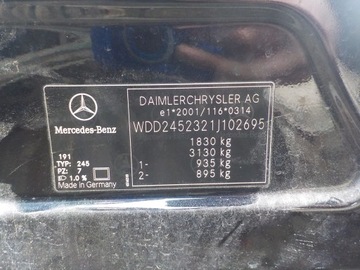 DAIMLERCHRYSLER AG
e1*2001/116*0314
WDD2452321J102695
1830 kg
3130 kg
1- 935 kg
2- 895 kg
Mercedes-Benz
191
TYP: 245
PZ: 7
1.0 %
Made in Germany